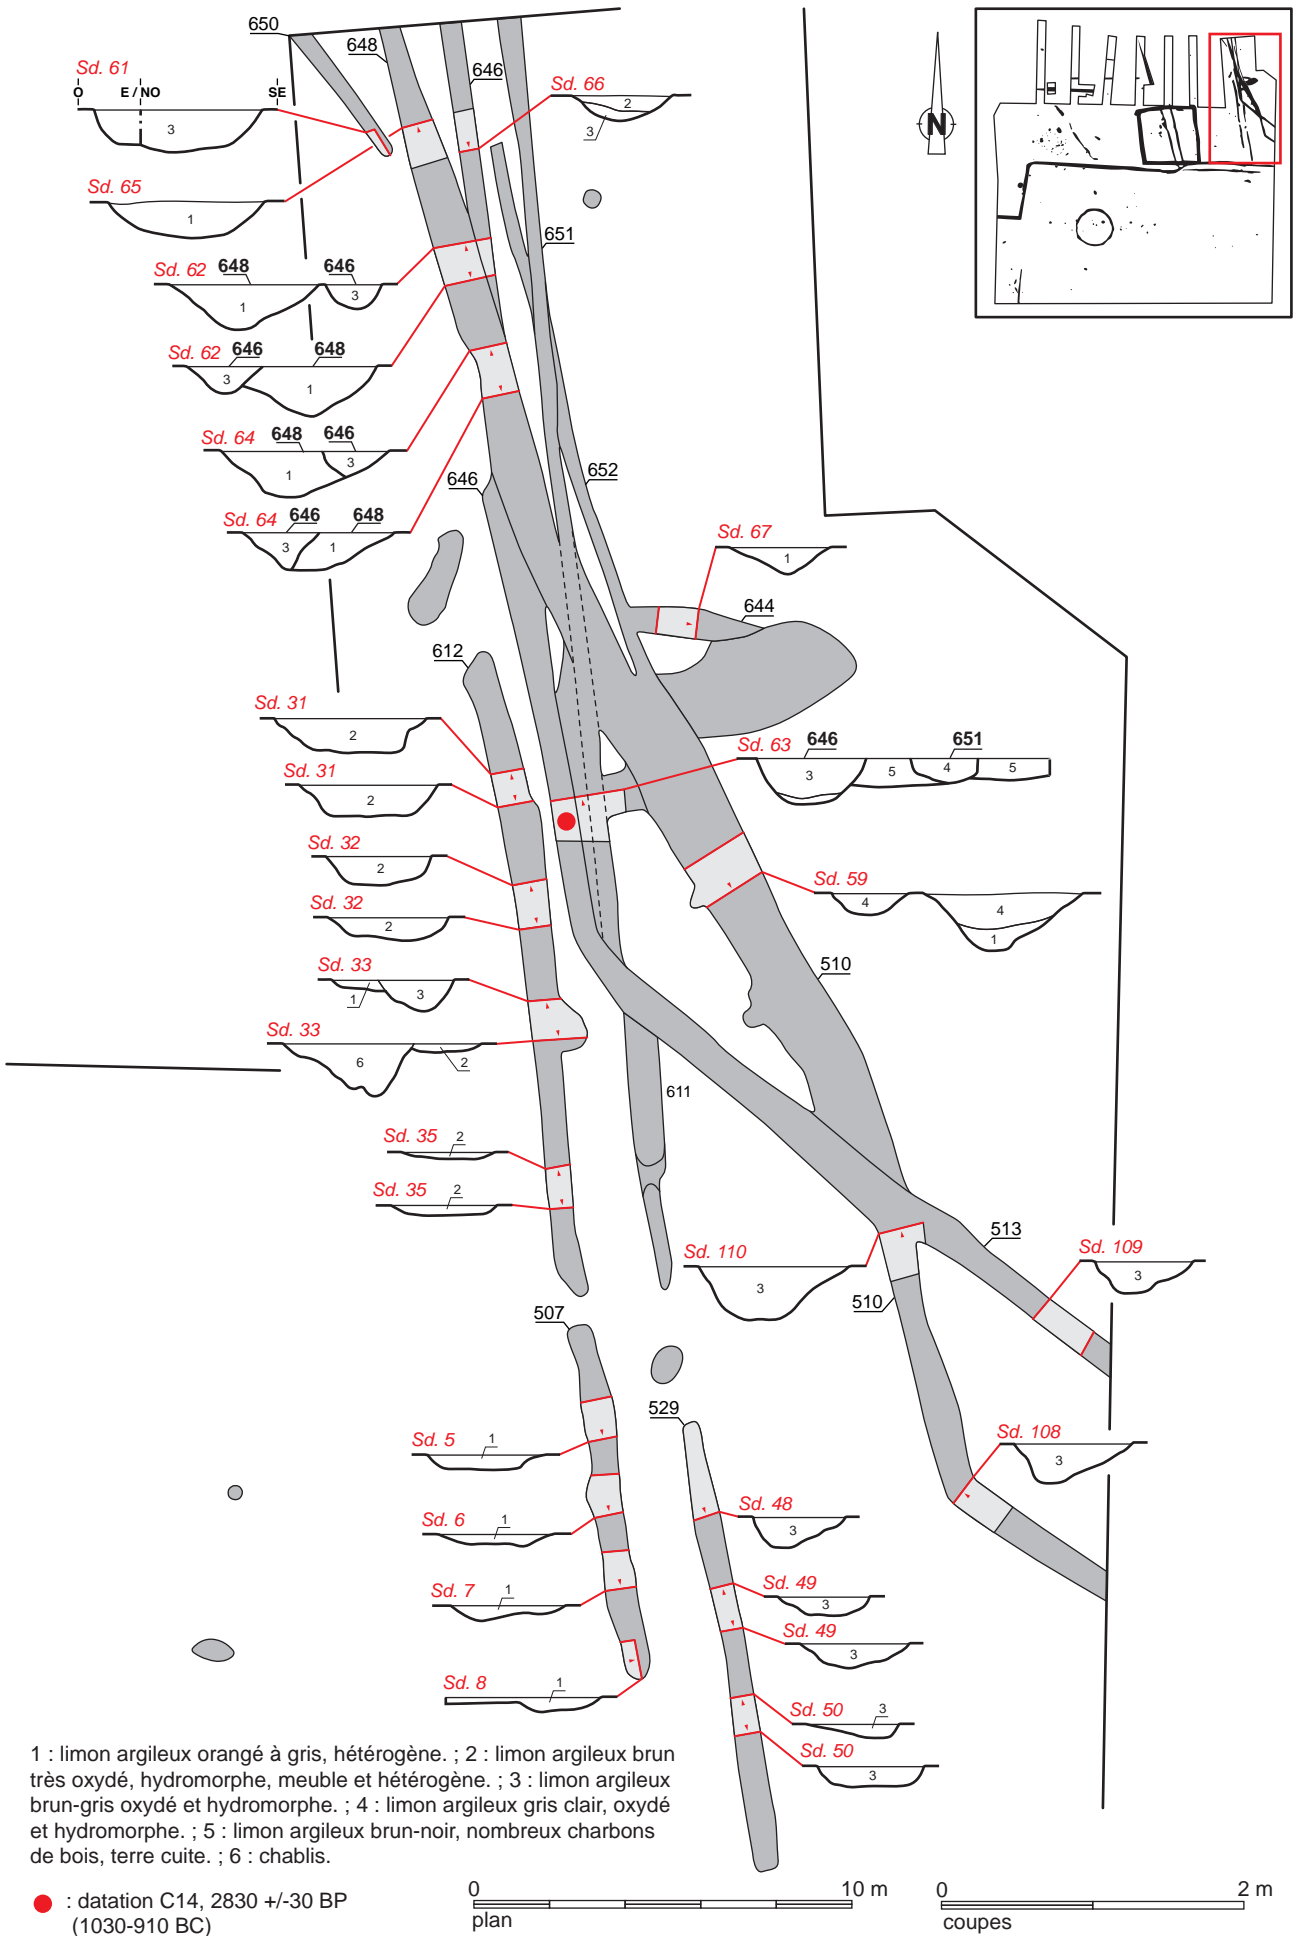 650
648
646
Sd. 61
O E / NO SE
3
Sd. 66
2
3
N
Sd. 65
1
651
Sd. 62 648 646
1 3
Sd. 62 646 648
3 1
Sd. 64 648 646
1 3
646
652
Sd. 64 646 648
3 1
Sd. 67
1
644
612
Sd. 31
2
Sd. 63 646 651
3 5 4 5
Sd. 31
2
Sd. 32
2
Sd. 59
4 4
1
Sd. 32
2
Sd. 33
1 3
510
Sd. 33
6 2
611
Sd. 35 2
Sd. 35 2
513
Sd. 110
3
Sd. 109
3
510
507
529
Sd. 5 1
Sd. 108
3
Sd. 48
3
Sd. 6 1
Sd. 7 1
Sd. 49
3
Sd. 49
3
Sd. 8 1
Sd. 50 3
Sd. 50
3
1 : limon argileux orangé à gris, hétérogène. ; 2 : limon argileux brun
très oxydé, hydromorphe, meuble et hétérogène. ; 3 : limon argileux
brun-gris oxydé et hydromorphe. ; 4 : limon argileux gris clair, oxydé
et hydromorphe. ; 5 : limon argileux brun-noir, nombreux charbons
de bois, terre cuite. ; 6 : chablis.
: datation C14, 2830 +/-30 BP
(1030-910 BC)
0 10 m
plan
0 2 m
coupes